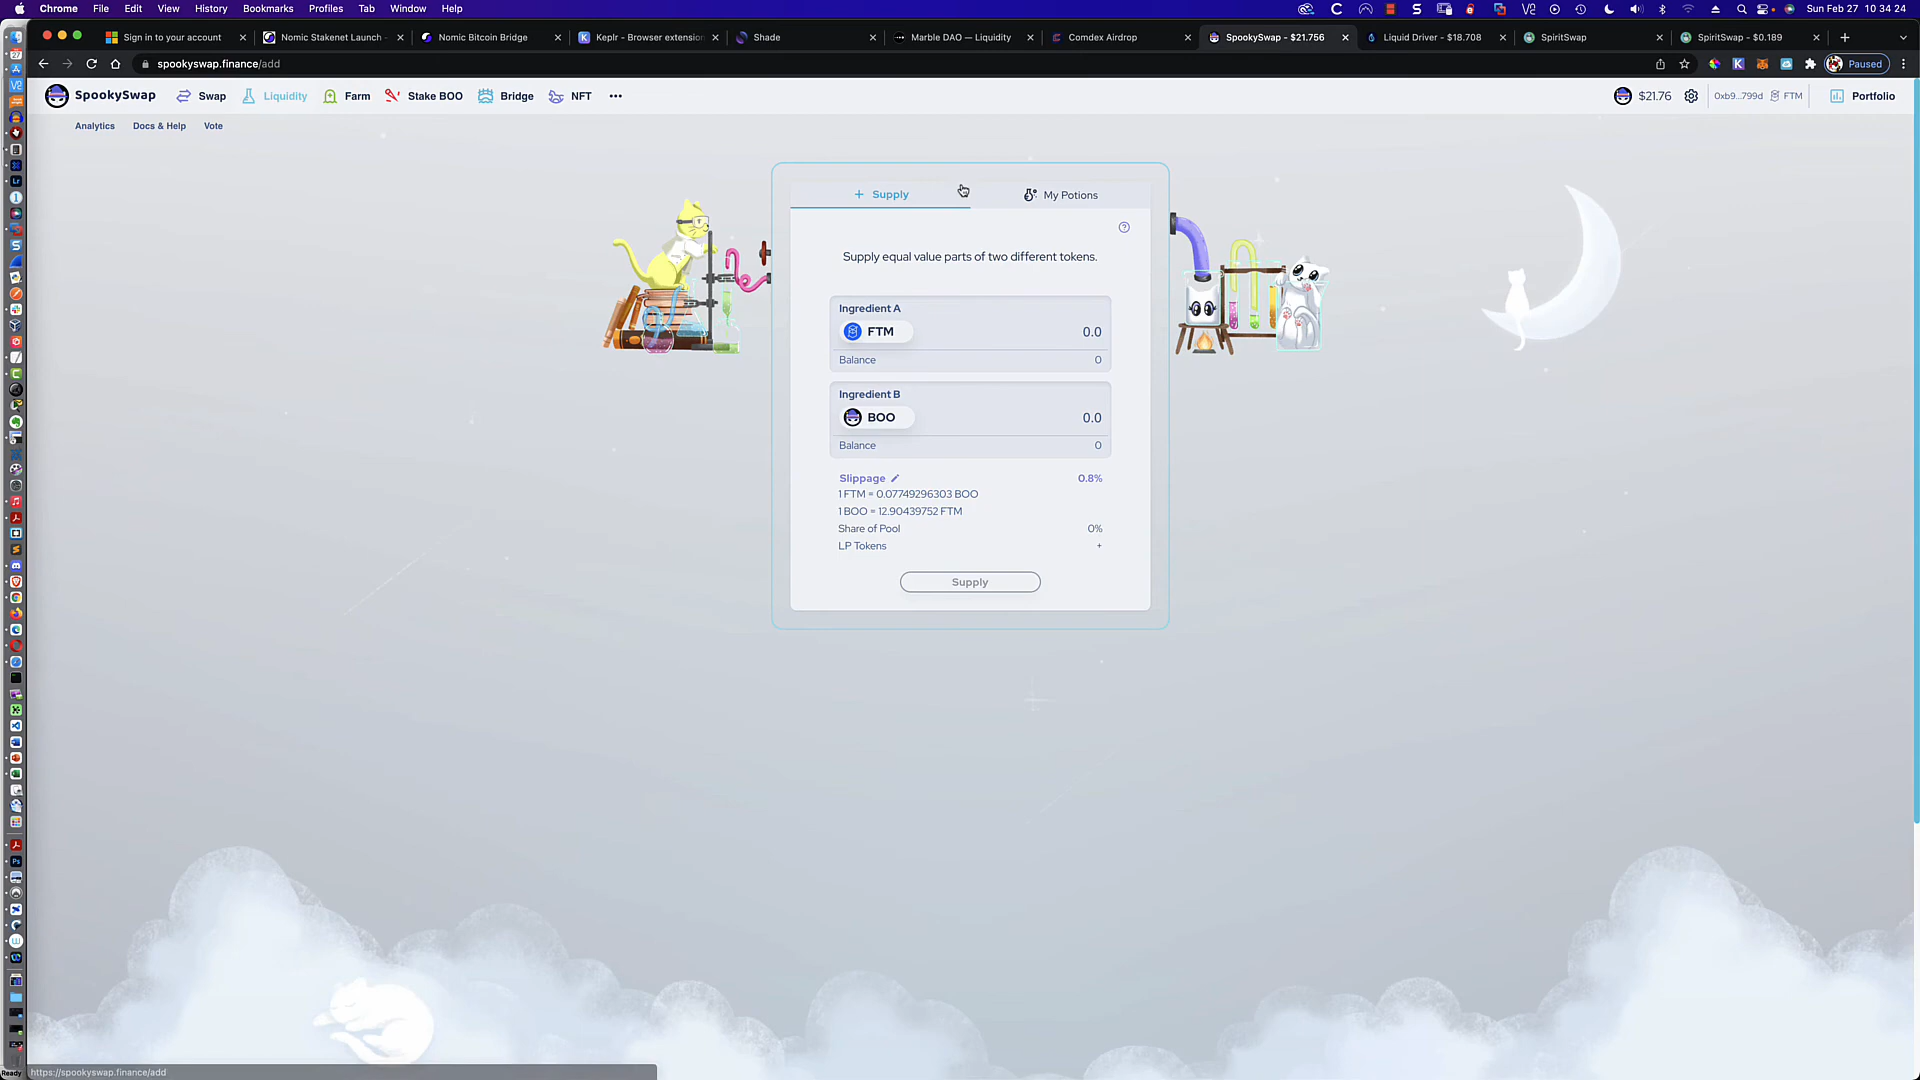 Chrome File Edit View History Bookmarks Profiles Tab Window Help Sun Feb 27 10 34 24
Sign in to your account Nomic Stakenet Launch - Nomic Bitcoin Bridge Keplr - Browser extension Shade Marble DAO — Liquidity Comdex Airdrop SpookySwap - $21.756 Liquid Driver - $18.708 SpiritSwap SpiritSwap - $0.189
spookyswap.finance/add Paused
SpookySwap Swap Liquidity Farm Stake BOO Bridge NFT $21.76 0xb9...799d FTM Portfolio
Analytics Docs & Help Vote
+ Supply My Potions
Supply equal value parts of two different tokens.
Ingredient A
FTM 0.0
Balance 0
Ingredient B
BOO 0.0
Balance 0
Slippage 0.8%
1 FTM = 0.07749296303 BOO
1 BOO = 12.90439752 FTM
Share of Pool 0%
LP Tokens +
Supply
https://spookyswap.finance/add
Ready